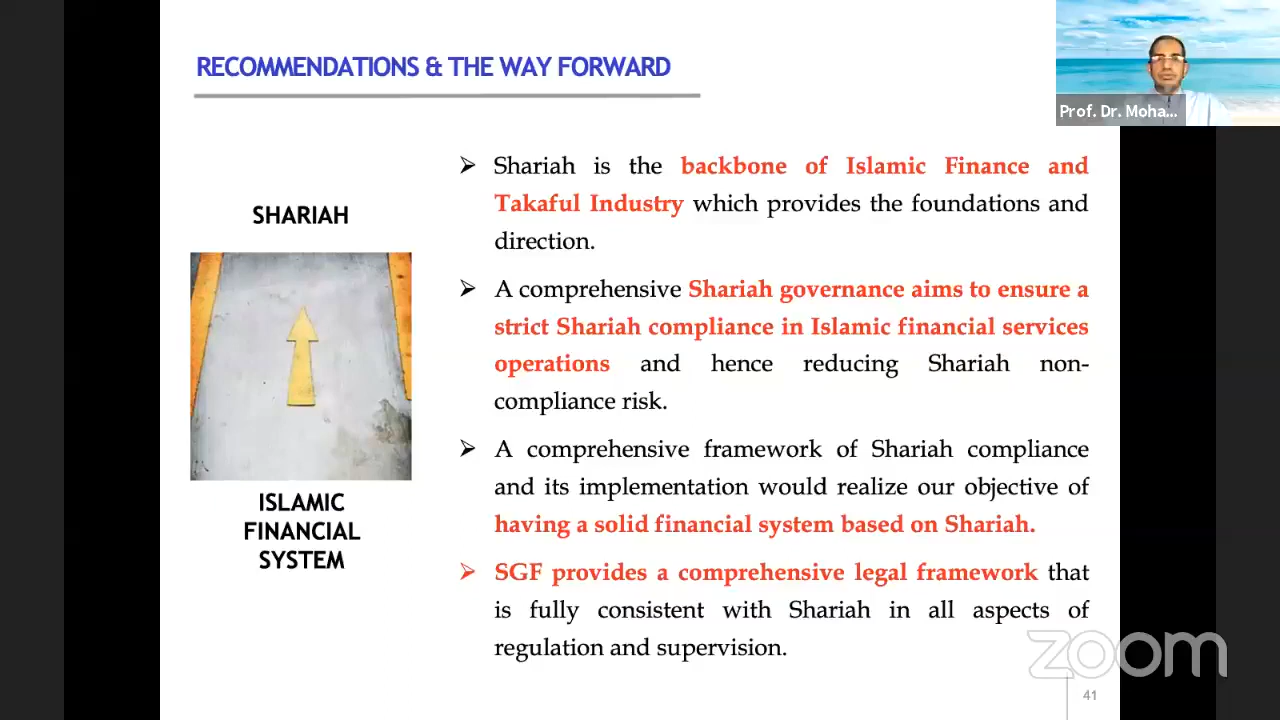 RECOMMENDATIONS & THE WAY FORWARD
Prof. Dr. Moha...
SHARIAH
ISLAMIC
FINANCIAL
SYSTEM
➢ Shariah is the backbone of Islamic Finance and
Takaful Industry which provides the foundations and
direction.
➢ A comprehensive Shariah governance aims to ensure a
strict Shariah compliance in Islamic financial services
operations and hence reducing Shariah non-
compliance risk.
➢ A comprehensive framework of Shariah compliance
and its implementation would realize our objective of
having a solid financial system based on Shariah.
➢ SGF provides a comprehensive legal framework that
is fully consistent with Shariah in all aspects of
regulation and supervision.
zoom
41